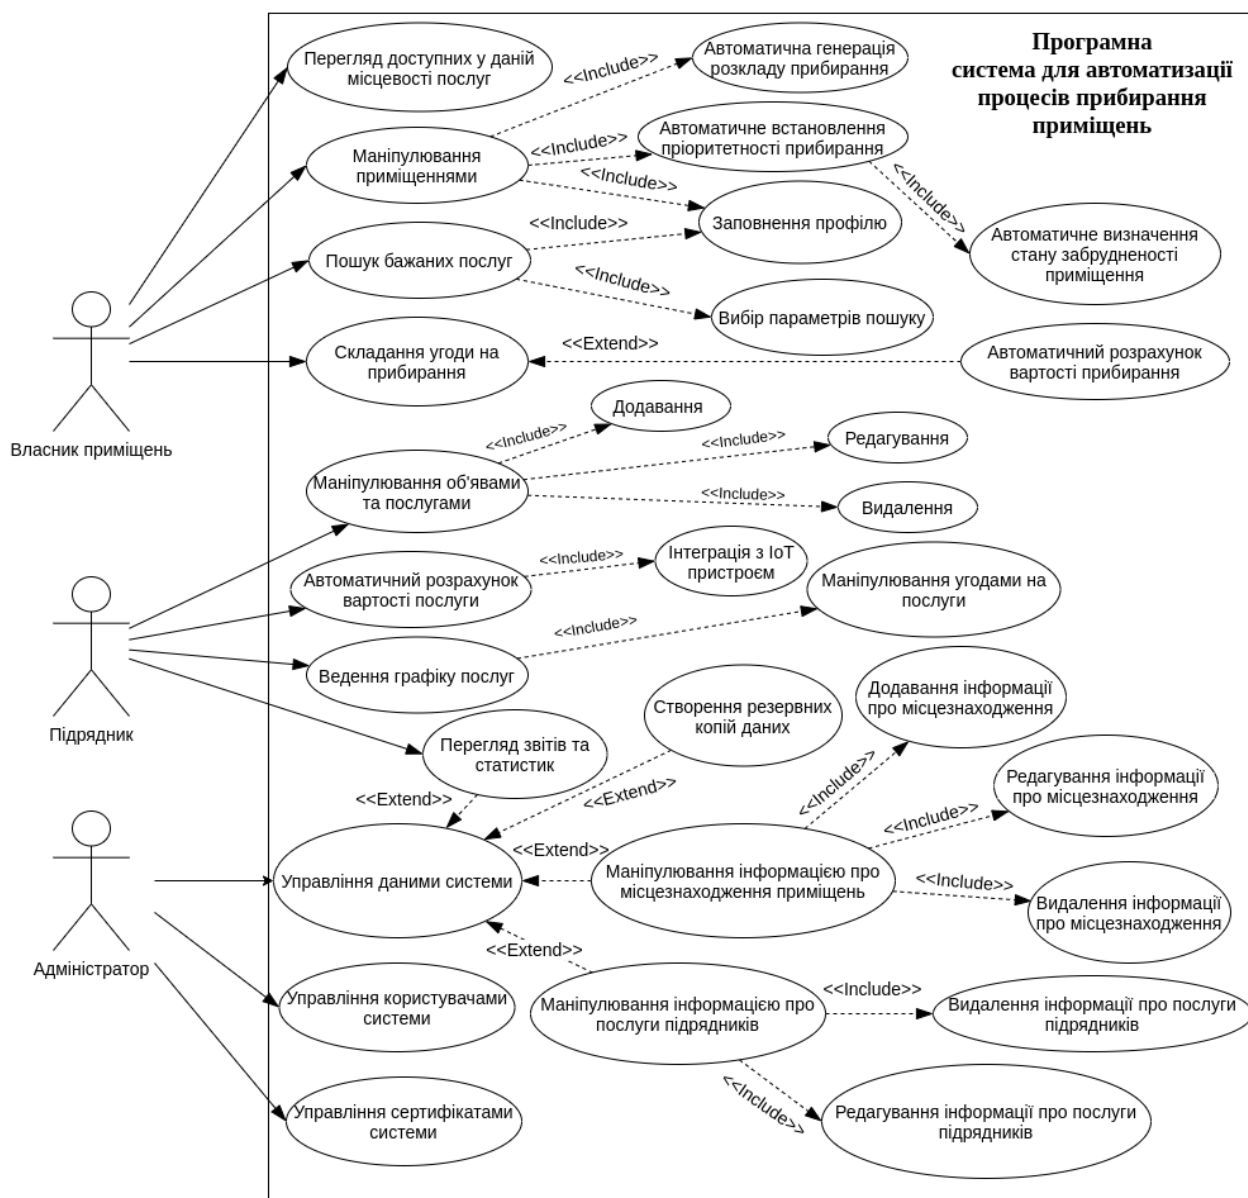 Програмна
система для автоматизації
процесів прибирання
приміщень
Перегляд доступних у даній
місцевості послуг
<<Include>>
Автоматична генерація
розкладу прибирання
Маніпулювання
приміщеннями
<<Include>>
Автоматичне встановлення
пріоритетності прибирання
<<Include>>
<<Include>>
Пошук бажаних послуг
<<Include>>
Заповнення профілю
Автоматичне визначення
стану забрудненості
приміщення
<<Include>>
Вибір параметрів пошуку
Власник приміщень
Складання угоди на
прибирання
<<Extend>>
Автоматичний розрахунок
вартості прибирання
Маніпулювання об'явами
та послугами
<<Include>>
Додавання
<<Include>>
Редагування
<<Include>>
Видалення
Підрядник
Автоматичний розрахунок
вартості послуги
<<Include>>
Інтеграція з IoT
пристроєм
Ведення графіку послуг
<<Include>>
Маніпулювання угодами на
послуги
Перегляд звітів та
статистик
<<Extend>>
Створення резервних
копій даних
<<Extend>>
Додавання інформації
про місцезнаходження
<<Include>>
Редагування інформації
про місцезнаходження
<<Include>>
Адміністратор
Управління даними системи
<<Extend>>
Маніпулювання інформацією про
місцезнаходження приміщень
<<Include>>
Видалення інформації
про місцезнаходження
<<Extend>>
Управління користувачами
системи
Маніпулювання інформацією про
послуги підрядників
<<Include>>
Видалення інформації про послуги
підрядників
<<Include>>
Редагування інформації про послуги
підрядників
Управління сертифікатами
системи